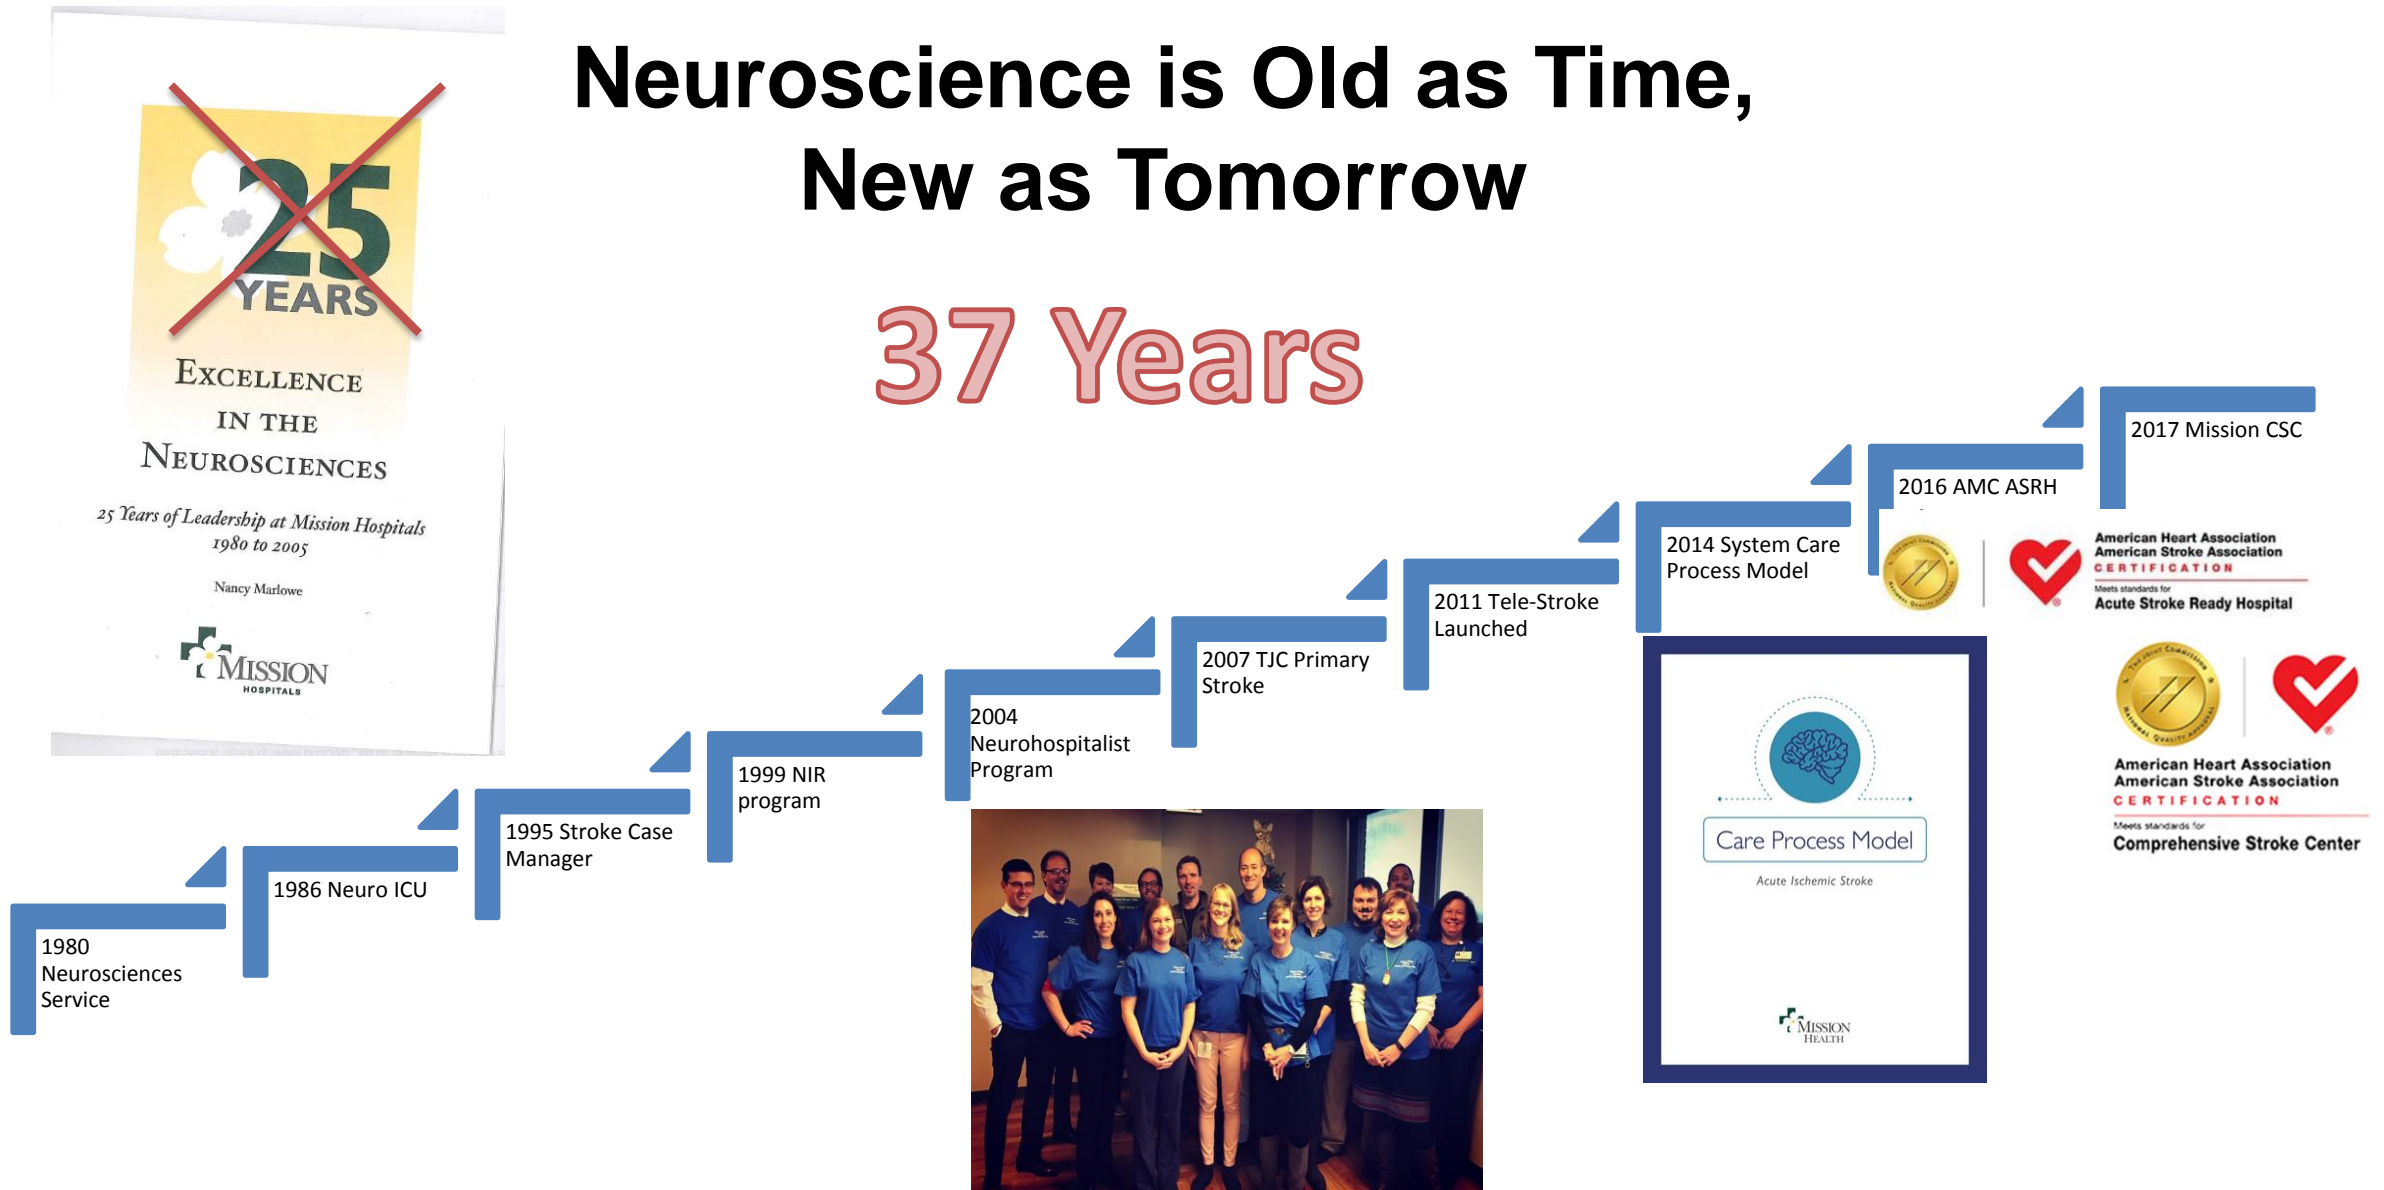 Neuroscience is Old as Time,
New as Tomorrow
37 Years
25
YEARS
EXCELLENCE
IN THE
NEUROSCIENCES
25 Years of Leadership at Mission Hospitals
1980 to 2005
Nancy Marlowe
MISSION
HOSPITALS
1980
Neurosciences
Service
1986 Neuro ICU
1995 Stroke Case
Manager
1999 NIR
program
2004
Neurohospitalist
Program
2007 TJC Primary
Stroke
2011 Tele-Stroke
Launched
2014 System Care
Process Model
2016 AMC ASRH
2017 Mission CSC
American Heart Association
American Stroke Association
CERTIFICATION
Meets standards for
Acute Stroke Ready Hospital
American Heart Association
American Stroke Association
CERTIFICATION
Meets standards for
Comprehensive Stroke Center
Care Process Model
Acute Ischemic Stroke
MISSION
HEALTH